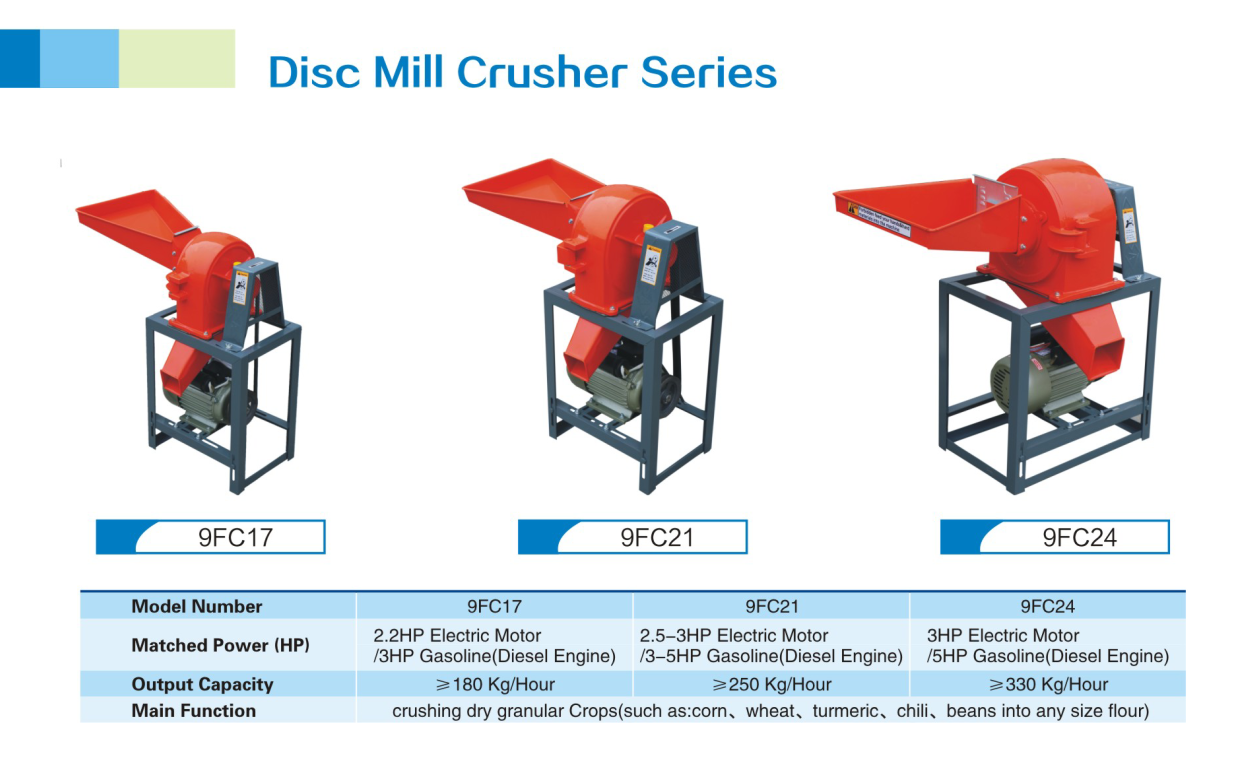 Disc Mill Crusher Series
9FC17
9FC21
9FC24
Model Number 9FC17 9FC21 9FC24
Matched Power (HP) 2.2HP Electric Motor 2.5–3HP Electric Motor 3HP Electric Motor
/3HP Gasoline(Diesel Engine) /3–5HP Gasoline(Diesel Engine) /5HP Gasoline(Diesel Engine)
Output Capacity ⩾180 Kg/Hour ⩾250 Kg/Hour ⩾330 Kg/Hour
Main Function crushing dry granular Crops(such as:corn、wheat、turmeric、chili、beans into any size flour)